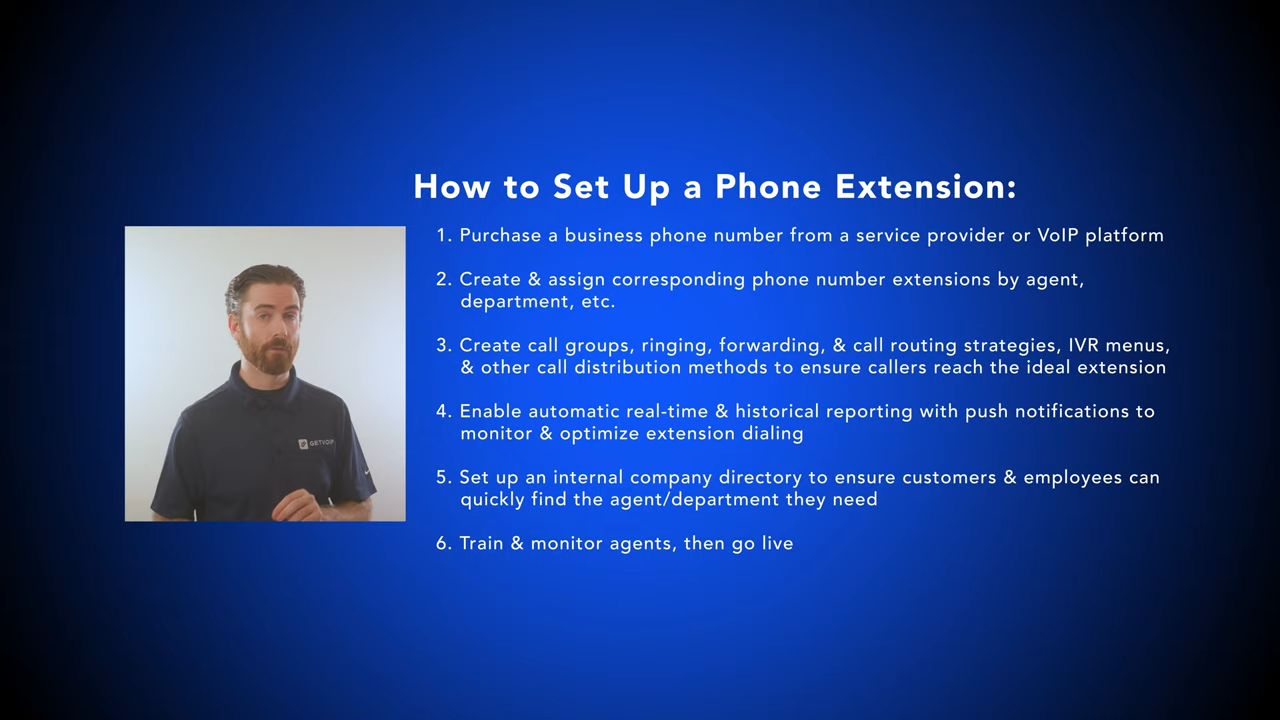 How to Set Up a Phone Extension:
1. Purchase a business phone number from a service provider or VoIP platform
2. Create & assign corresponding phone number extensions by agent,
department, etc.
3. Create call groups, ringing, forwarding, & call routing strategies, IVR menus,
& other call distribution methods to ensure callers reach the ideal extension
4. Enable automatic real-time & historical reporting with push notifications to
monitor & optimize extension dialing
5. Set up an internal company directory to ensure customers & employees can
quickly find the agent/department they need
6. Train & monitor agents, then go live
GETVOIP